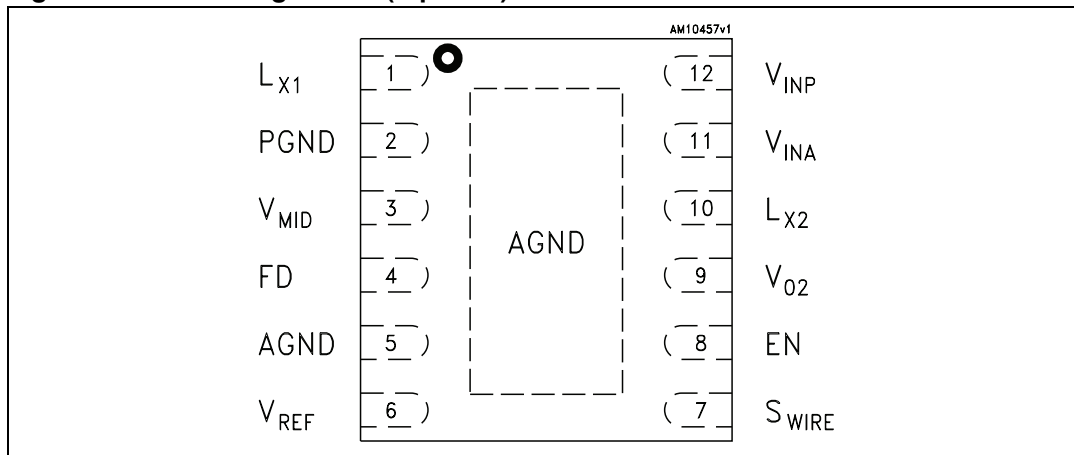 AM10457v1
LX1 1 12 VINP
PGND 2 11 VINA
VMID 3 10 LX2
AGND
FD 4 9 VO2
AGND 5 8 EN
VREF 6 7 SWIRE